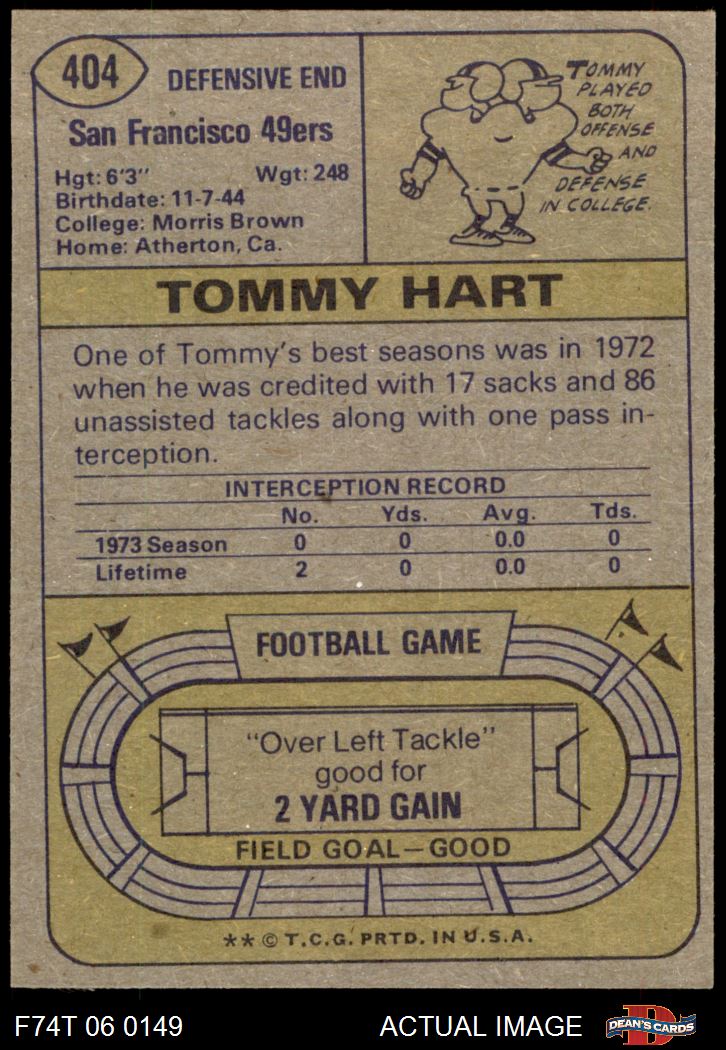 404
DEFENSIVE END
San Francisco 49ers
Hgt: 6'3" Wgt: 248
Birthdate: 11-7-44
College: Morris Brown
Home: Atherton, Ca.
TOMMY
PLAYED
BOTH
OFFENSE
AND
DEFENSE
IN COLLEGE.
TOMMY HART
One of Tommy's best seasons was in 1972
when he was credited with 17 sacks and 86
unassisted tackles along with one pass in-
terception.
INTERCEPTION RECORD
No. Yds. Avg. Tds.
1973 Season 0 0 0.0 0
Lifetime 2 0 0.0 0
FOOTBALL GAME
"Over Left Tackle"
good for
2 YARD GAIN
FIELD GOAL—GOOD
** © T.C.G. PRTD. IN U.S.A.
F74T 06 0149 ACTUAL IMAGE
D
DEAN'S CARDS